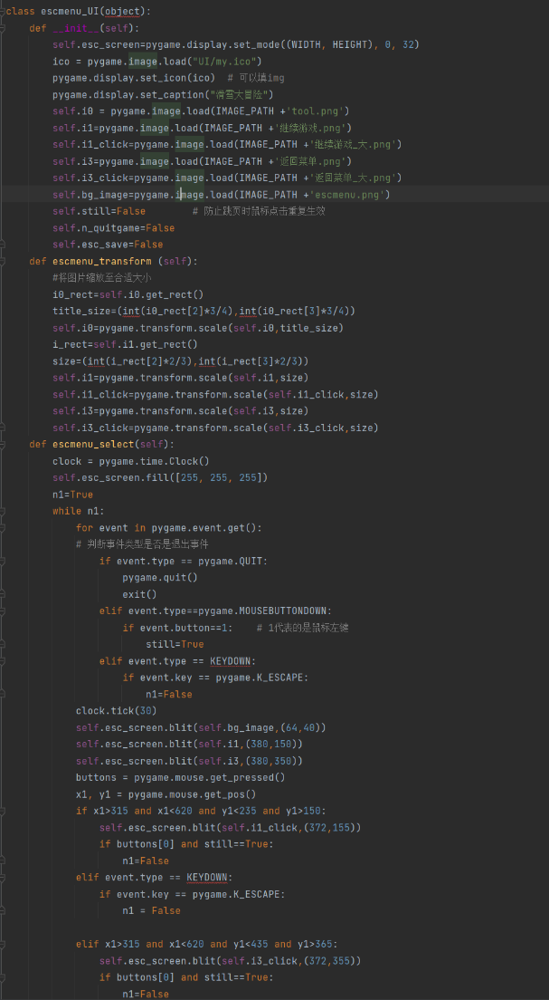 class escmenu_UI(object):
    def __init__(self):
        self.esc_screen=pygame.display.set_mode((WIDTH, HEIGHT), 0, 32)
        ico = pygame.image.load("UI/my.ico")
        pygame.display.set_icon(ico)  # 可以填img
        pygame.display.set_caption("滑雪大冒险")
        self.i0 = pygame.image.load(IMAGE_PATH +'tool.png')
        self.i1=pygame.image.load(IMAGE_PATH +'继续游戏.png')
        self.i1_click=pygame.image.load(IMAGE_PATH +'继续游戏_大.png')
        self.i3=pygame.image.load(IMAGE_PATH +'返回菜单.png')
        self.i3_click=pygame.image.load(IMAGE_PATH +'返回菜单_大.png')
        self.bg_image=pygame.image.load(IMAGE_PATH +'escmenu.png')
        self.still=False        # 防止跳页时鼠标点击重复生效
        self.n_quitgame=False
        self.esc_save=False
    def escmenu_transform (self):
        #将图片缩放至合适大小
        i0_rect=self.i0.get_rect()
        title_size=(int(i0_rect[2]*3/4),int(i0_rect[3]*3/4))
        self.i0=pygame.transform.scale(self.i0,title_size)
        i_rect=self.i1.get_rect()
        size=(int(i_rect[2]*2/3),int(i_rect[3]*2/3))
        self.i1=pygame.transform.scale(self.i1,size)
        self.i1_click=pygame.transform.scale(self.i1_click,size)
        self.i3=pygame.transform.scale(self.i3,size)
        self.i3_click=pygame.transform.scale(self.i3_click,size)
    def escmenu_select(self):
        clock = pygame.time.Clock()
        self.esc_screen.fill([255, 255, 255])
        n1=True
        while n1:
            for event in pygame.event.get():
            # 判断事件类型是否是退出事件
                if event.type == pygame.QUIT:
                    pygame.quit()
                    exit()
                elif event.type==pygame.MOUSEBUTTONDOWN:
                    if event.button==1:    # 1代表的是鼠标左键
                        still=True
                elif event.type == KEYDOWN:
                    if event.key == pygame.K_ESCAPE:
                        n1=False
            clock.tick(30)
            self.esc_screen.blit(self.bg_image,(64,40))
            self.esc_screen.blit(self.i1,(380,150))
            self.esc_screen.blit(self.i3,(380,350))
            buttons = pygame.mouse.get_pressed()
            x1, y1 = pygame.mouse.get_pos()
            if x1>315 and x1<620 and y1<235 and y1>150:
                self.esc_screen.blit(self.i1_click,(372,155))
                if buttons[0] and still==True:
                    n1=False
            elif event.type == KEYDOWN:
                if event.key == pygame.K_ESCAPE:
                    n1 = False
            elif x1>315 and x1<620 and y1<435 and y1>365:
                self.esc_screen.blit(self.i3_click,(372,355))
                if buttons[0] and still==True:
                    n1=False